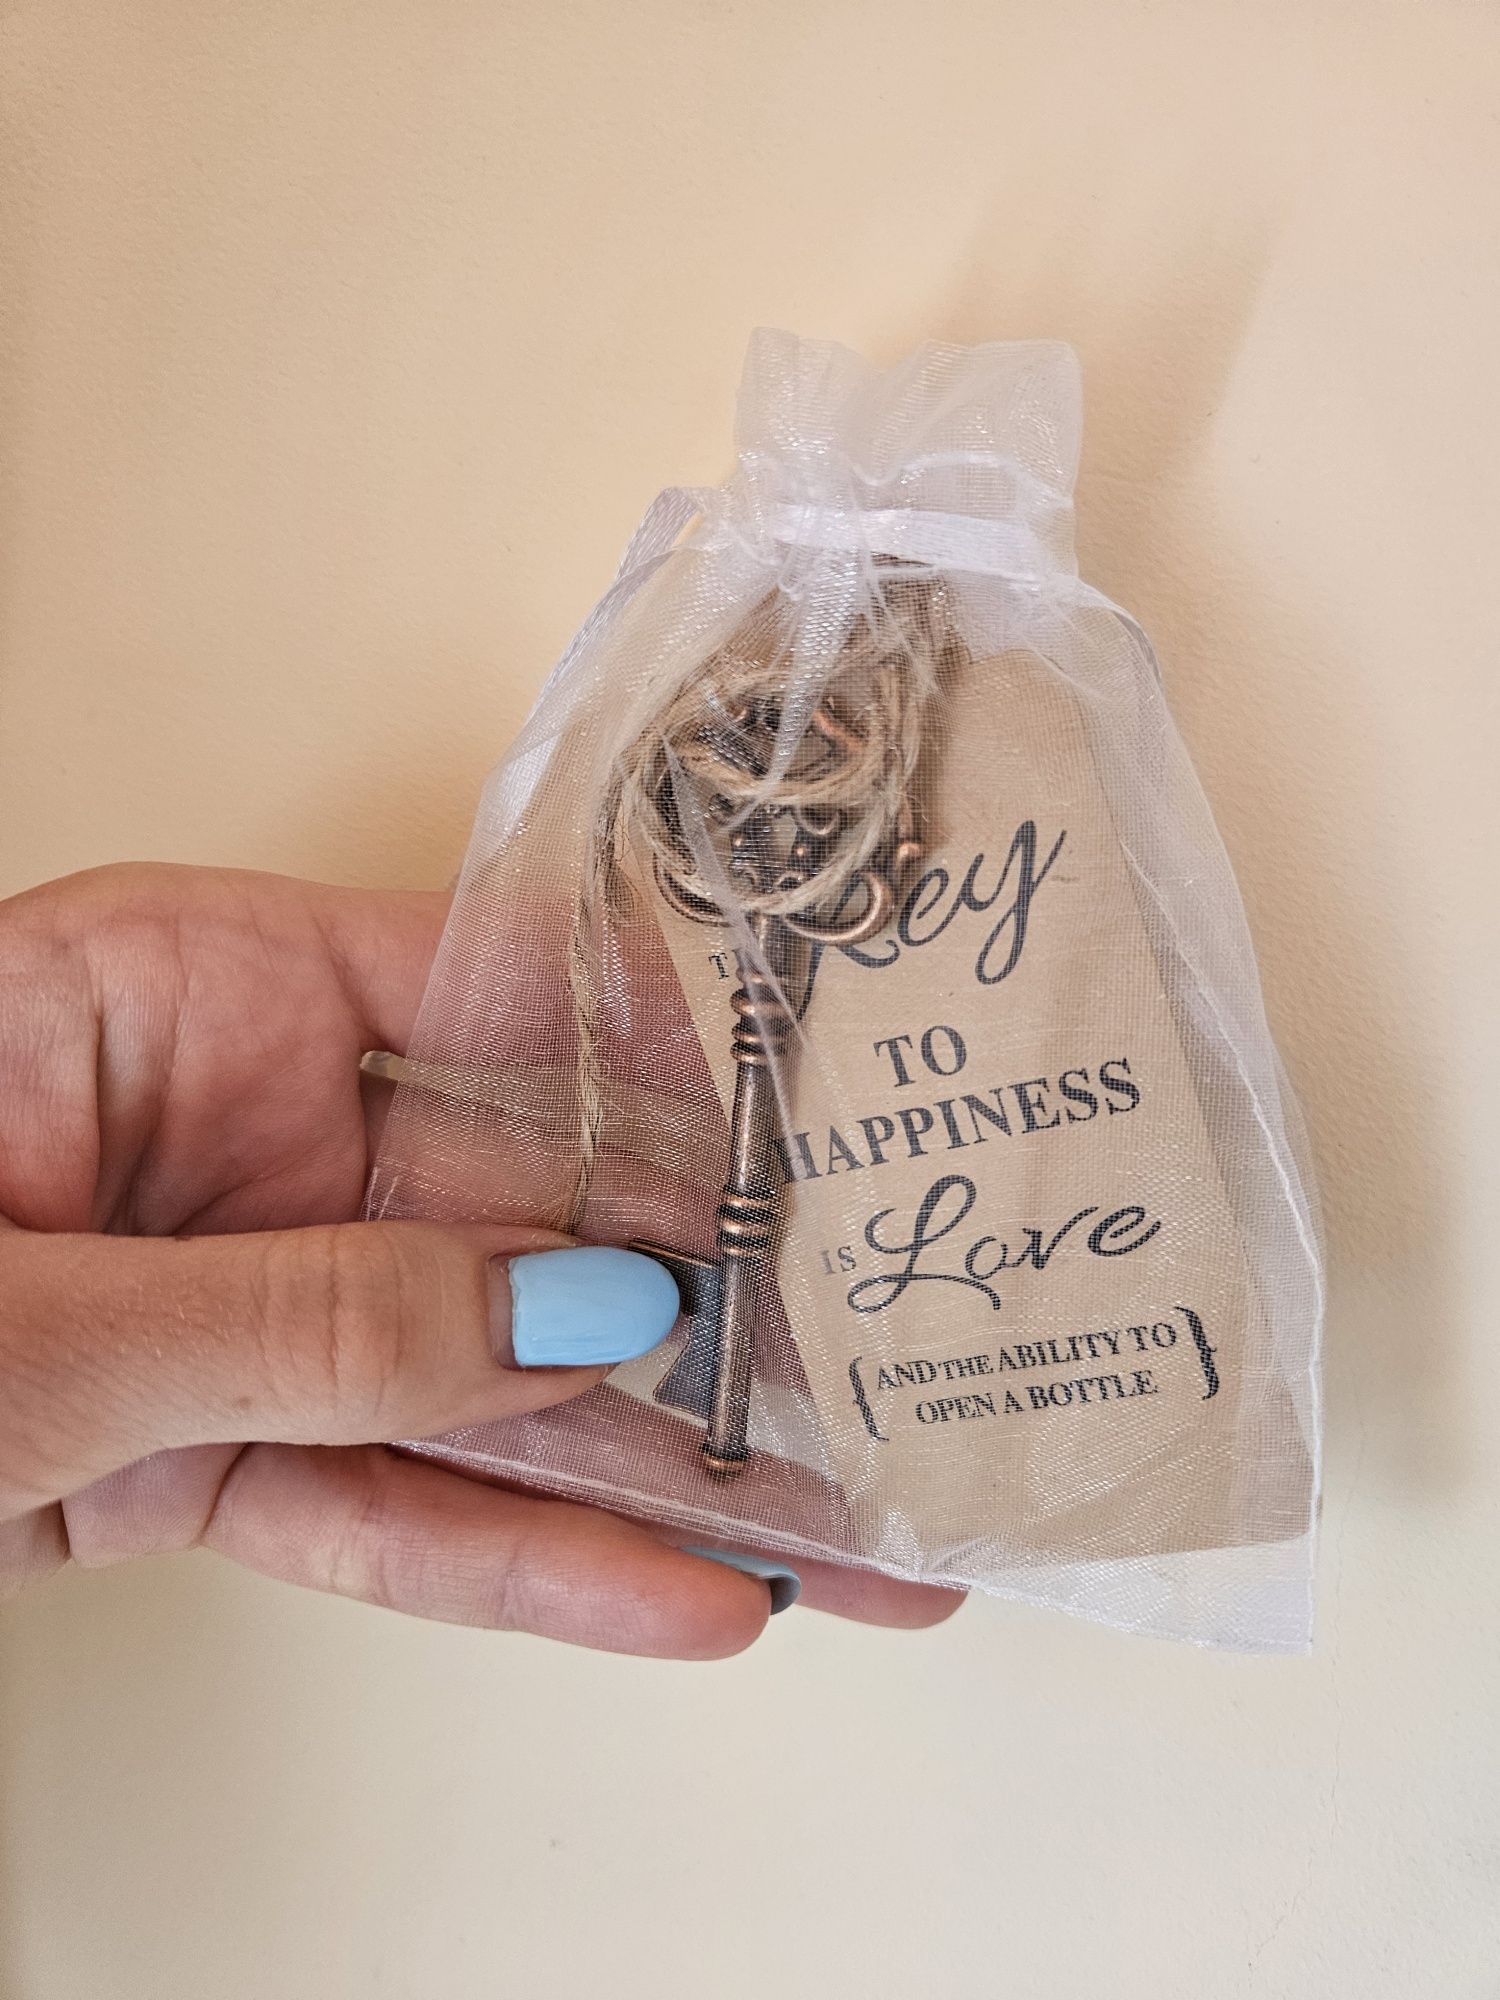 Key
TO
HAPPINESS
IS Love
{ AND THE ABILITY TO
OPEN A BOTTLE }